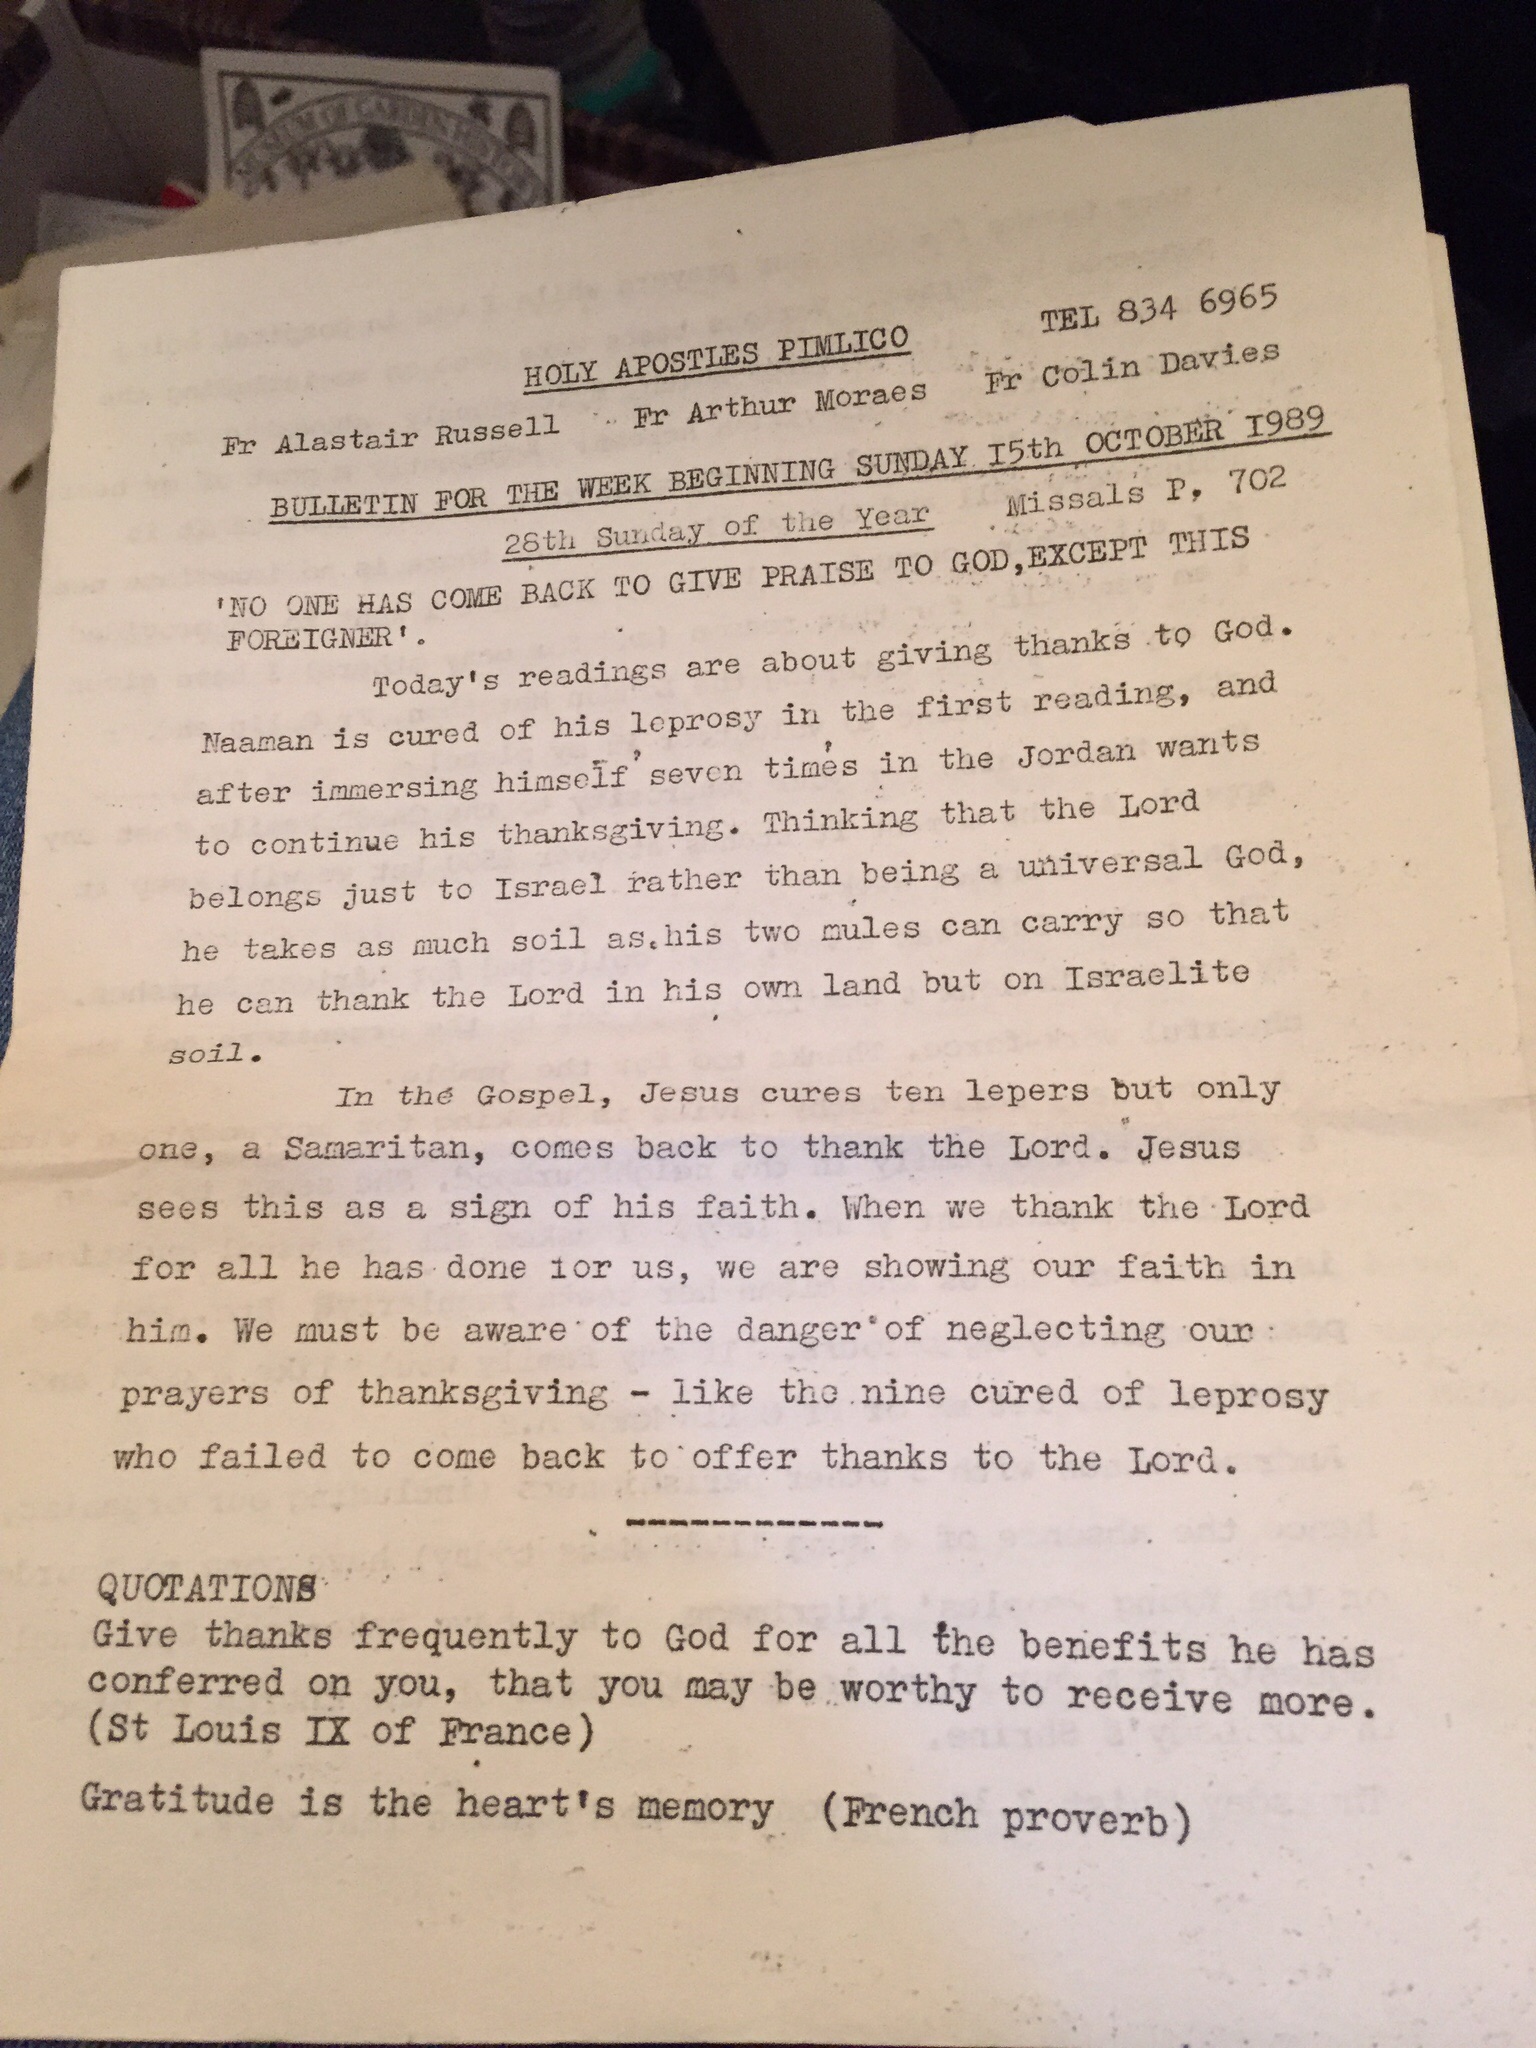 MUSEUM OF GARDEN HISTORY
HOLY APOSTLES PIMLICO TEL 834 6965
Fr Alastair Russell Fr Arthur Moraes Fr Colin Davies
BULLETIN FOR THE WEEK BEGINNING SUNDAY 15th OCTOBER 1989
28th Sunday of the Year Missals P. 702
'NO ONE HAS COME BACK TO GIVE PRAISE TO GOD,EXCEPT THIS
FOREIGNER'.
Today's readings are about giving thanks to God.
Naaman is cured of his leprosy in the first reading, and
after immersing himself seven times in the Jordan wants
to continue his thanksgiving. Thinking that the Lord
belongs just to Israel rather than being a universal God,
he takes as much soil as his two mules can carry so that
he can thank the Lord in his own land but on Israelite
soil.
In the Gospel, Jesus cures ten lepers but only
one, a Samaritan, comes back to thank the Lord. Jesus
sees this as a sign of his faith. When we thank the Lord
for all he has done for us, we are showing our faith in
him. We must be aware of the danger of neglecting our
prayers of thanksgiving - like the nine cured of leprosy
who failed to come back to offer thanks to the Lord.
------------
QUOTATIONS
Give thanks frequently to God for all the benefits he has
conferred on you, that you may be worthy to receive more.
(St Louis IX of France)
Gratitude is the heart's memory (French proverb)